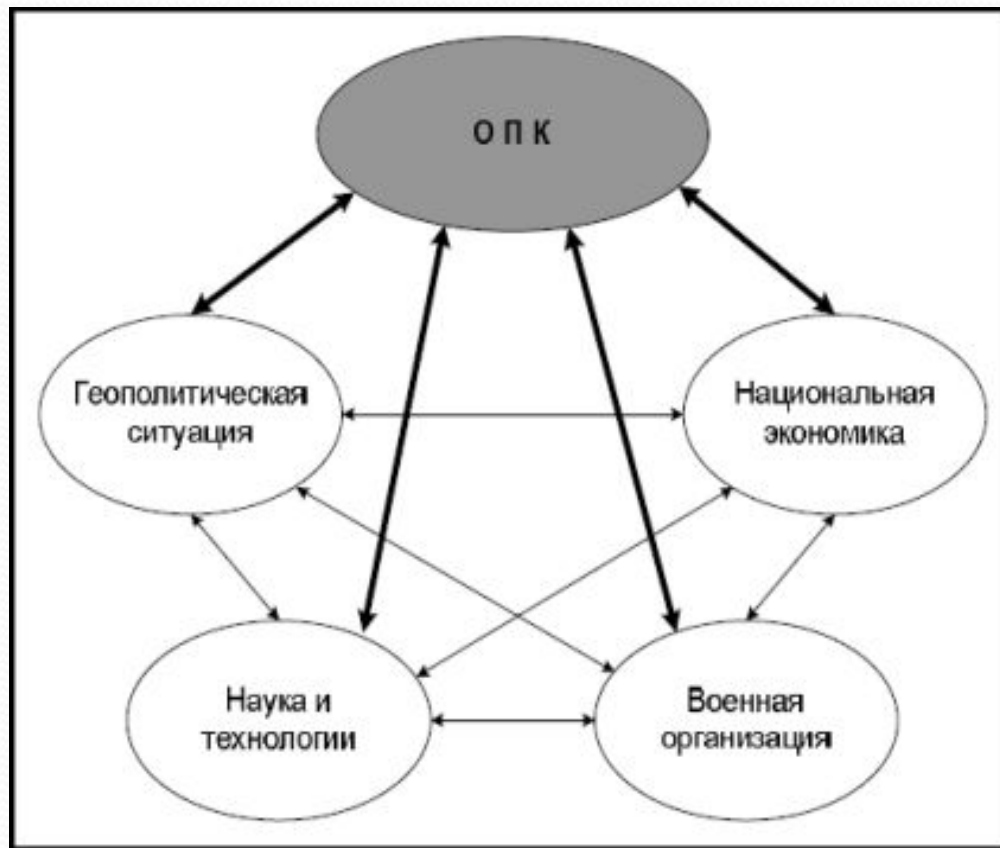 О П К
Геополитическая
ситуация
Национальная
экономика
Наука и
технологии
Военная
организация